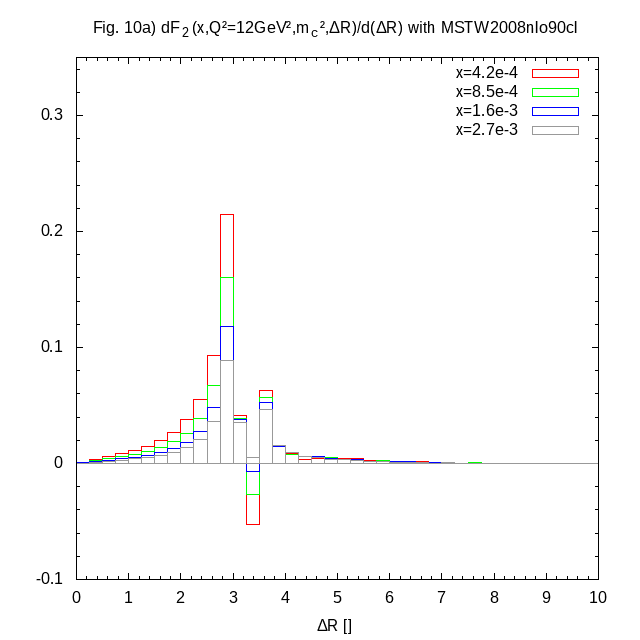 Fig. 10a) dF₂(x,Q²=12GeV²,m꜀²,ΔR)/d(ΔR) with MSTW2008nlo90cl
x=4.2e-4
x=8.5e-4
x=1.6e-3
x=2.7e-3
0.3
0.2
0.1
0
-0.1
0 1 2 3 4 5 6 7 8 9 10
ΔR []